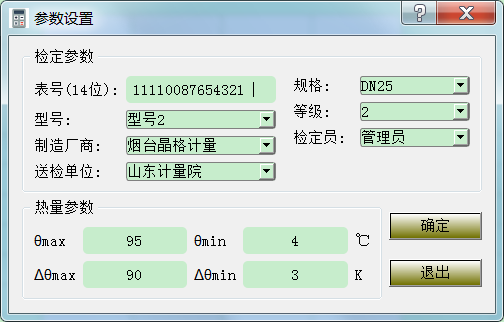 参数设置
检定参数
表号(14位): 11110087654321
规格: DN25
型号: 型号2
等级: 2
制造厂商: 烟台晶格计量
检定员: 管理员
送检单位: 山东计量院
热量参数
θmax 95 θmin 4 ℃
Δθmax 90 Δθmin 3 K
确定
退出